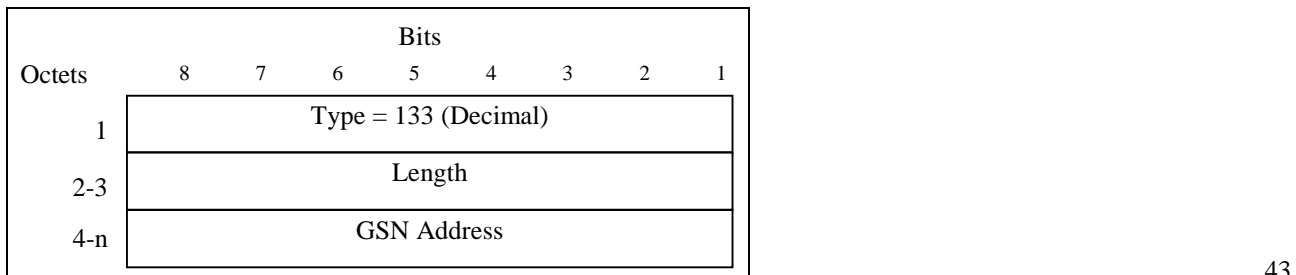 Bits
Octets 8 7 6 5 4 3 2 1
1 Type = 133 (Decimal)
2-3 Length
4-n GSN Address
43